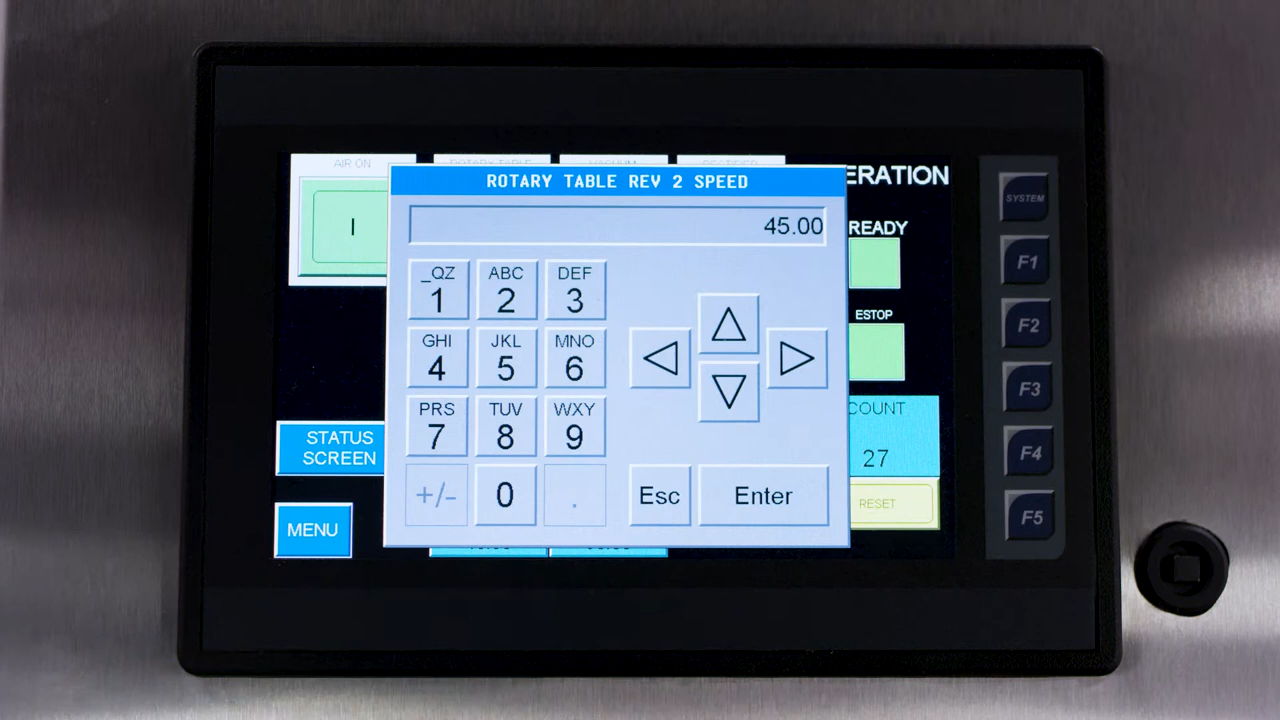 AIR ON
ROTARY TABLE
VACUUM
ERATION
ROTARY TABLE REV 2 SPEED
45.00
I
READY
ESTOP
_QZ
1
ABC
2
DEF
3
GHI
4
JKL
5
MNO
6
PRS
7
TUV
8
WXY
9
+/-
0
.
Esc
Enter
STATUS
SCREEN
MENU
COUNT
27
RESET
SYSTEM
F1
F2
F3
F4
F5